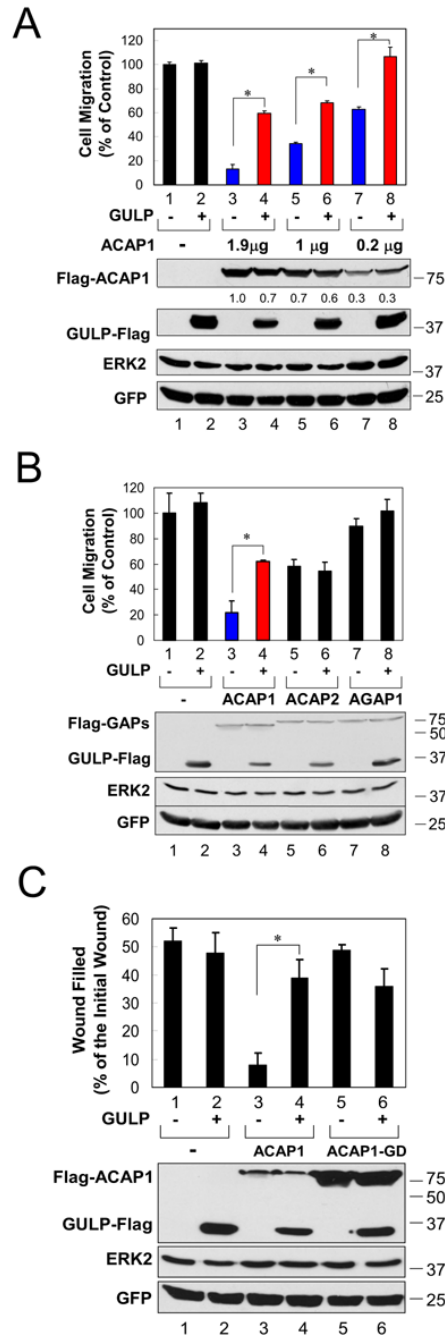 A
Cell Migration
(% of Control)
120
100
80
60
40
20
0
* * *
1 2 3 4 5 6 7 8
GULP - + - + - + - +
ACAP1 - 1.9µg 1 µg 0.2 µg
Flag-ACAP1 75
1.0 0.7 0.7 0.6 0.3 0.3
GULP-Flag 37
ERK2 37
GFP 25
1 2 3 4 5 6 7 8
B
Cell Migration
(% of Control)
120
100
80
60
40
20
0
*
1 2 3 4 5 6 7 8
GULP - + - + - + - +
- ACAP1 ACAP2 AGAP1
Flag-GAPs 75
50
GULP-Flag 37
ERK2 37
GFP 25
1 2 3 4 5 6 7 8
C
Wound Filled
(% of the Initial Wound)
60
50
40
30
20
10
0
*
1 2 3 4 5 6
GULP - + - + - +
- ACAP1 ACAP1-GD
Flag-ACAP1 75
50
GULP-Flag 37
ERK2 37
GFP 25
1 2 3 4 5 6